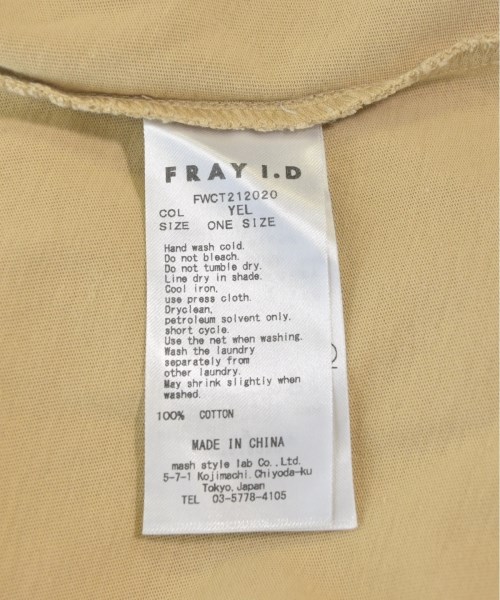 FRAY I.D
FWCT212020
COL YEL
SIZE ONE SIZE
Hand wash cold.
Do not bleach.
Do not tumble dry.
Line dry in shade.
Cool iron,
use press cloth.
Dryclean,
petroleum solvent only.
short cycle.
Use the net when washing.
Wash the laundry
separately from
other laundry.
May shrink slightly when
washed.
100% COTTON
MADE IN CHINA
mash style lab Co., Ltd.
5-7-1 Kojimachi.Chiyoda-ku
Tokyo,Japan
TEL 03-5778-4105